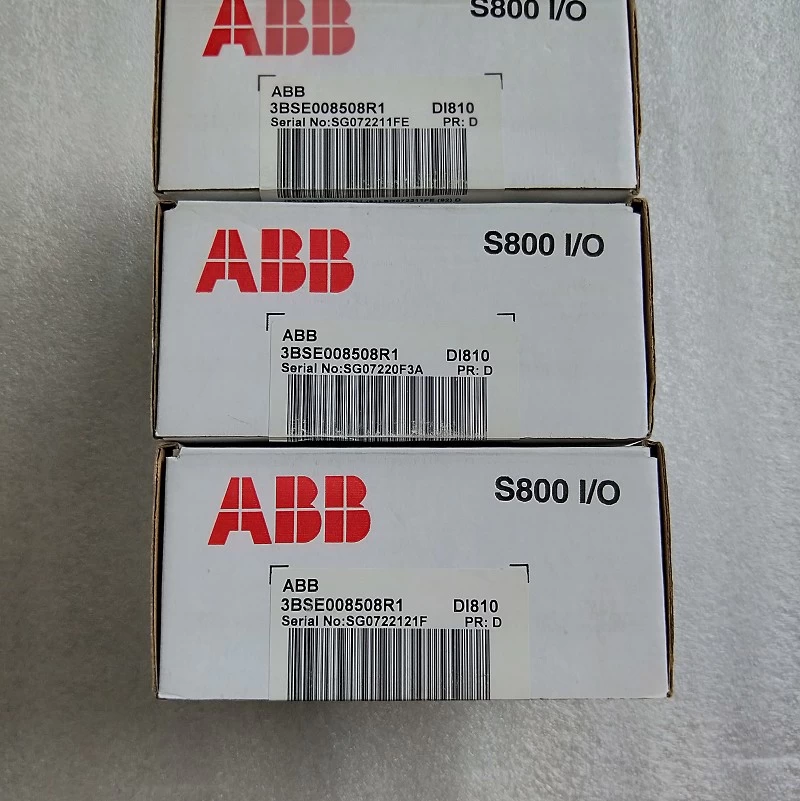 ABB
S800 I/O
ABB
3BSE008508R1 DI810
Serial No:SG072211FE PR: D
ABB
S800 I/O
ABB
3BSE008508R1 DI810
Serial No:SG07220F3A PR: D
ABB
S800 I/O
ABB
3BSE008508R1 DI810
Serial No:SG0722121F PR: D